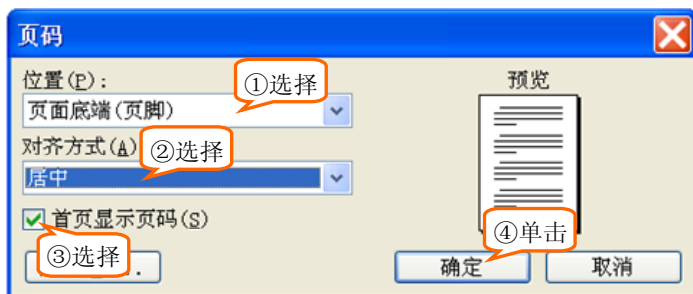 页码
位置(P):
①选择
预览
页面底端(页脚)
对齐方式(A)
②选择
居中
首页显示页码(S)
④单击
③选择
确定
取消